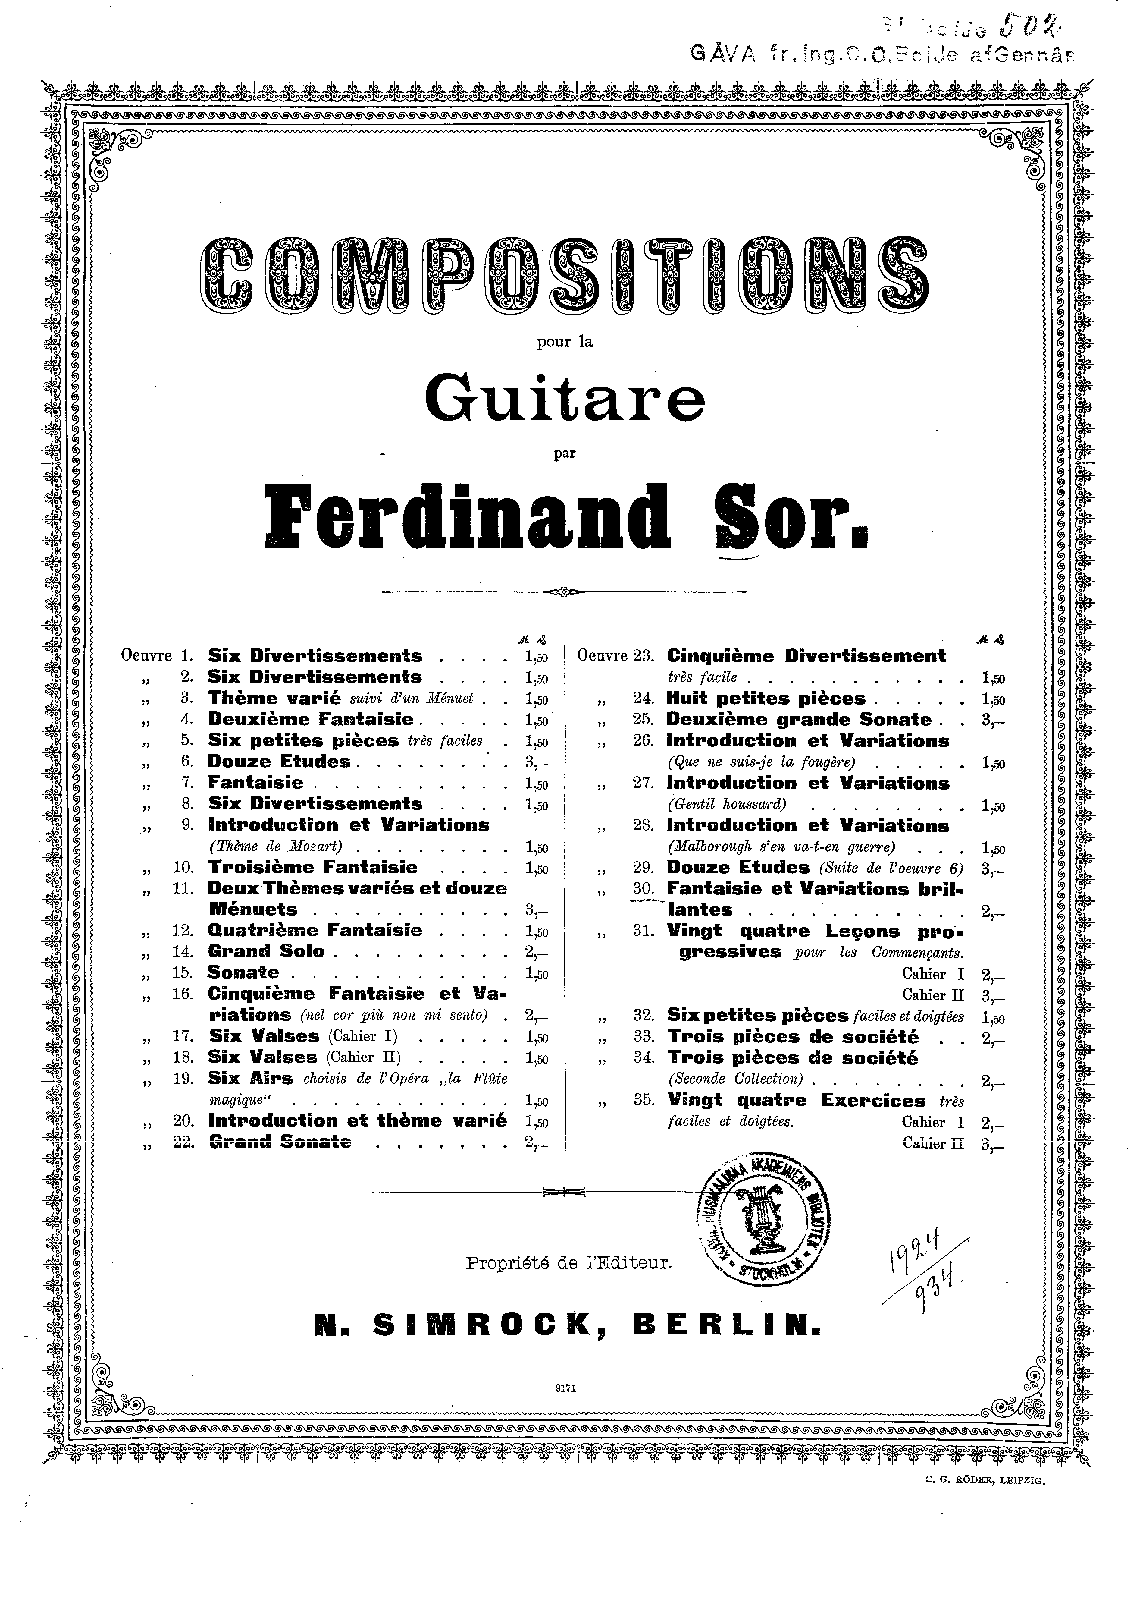 502
GÅVA fr. Ing. C. O. Boije af Gennäs
COMPOSITIONS
pour la
Guitare
par
Ferdinand Sor.
Oeuvre 1. Six Divertissements . . . . 1,50
„ 2. Six Divertissements . . . . 1,50
„ 3. Thème varié suivi d'un Ménuet . . 1,50
„ 4. Deuxième Fantaisie . . . . . 1,50
„ 5. Six petites pièces très faciles . . 1,50
„ 6. Douze Etudes . . . . . . . . 3,-
„ 7. Fantaisie . . . . . . . . . . 1,50
„ 8. Six Divertissements . . . . 1,50
„ 9. Introduction et Variations
(Thème de Mozart) . . . . . . . . 1,50
„ 10. Troisième Fantaisie . . . . 1,50
„ 11. Deux Thèmes variés et douze
Ménuets . . . . . . . . . . 3,—
„ 12. Quatrième Fantaisie . . . . 1,50
„ 14. Grand Solo . . . . . . . . . 2,—
„ 15. Sonate . . . . . . . . . . . 1,50
„ 16. Cinquième Fantaisie et Va-
riations (nel cor più non mi sento) . 2,—
„ 17. Six Valses (Cahier I) . . . . . 1,50
„ 18. Six Valses (Cahier II) . . . . . 1,50
„ 19. Six Airs choisis de l'Opéra „la Flûte
magique“ . . . . . . . . . . . 1,50
„ 20. Introduction et thème varié 1,50
„ 22. Grand Sonate . . . . . . . 2,—
Oeuvre 23. Cinquième Divertissement
très facile . . . . . . . . . . . 1,50
„ 24. Huit petites pièces . . . . . 1,50
„ 25. Deuxième grande Sonate . . 3,—
„ 26. Introduction et Variations
(Que ne suis-je la fougère) . . . . . 1,50
„ 27. Introduction et Variations
(Gentil houssard) . . . . . . . . 1,50
„ 28. Introduction et Variations
(Malborough s'en va-t-en guerre) . . . 1,50
„ 29. Douze Etudes (Suite de l'oeuvre 6) 3,—
„ 30. Fantaisie et Variations bril-
lantes . . . . . . . . . . . 2,—
„ 31. Vingt quatre Leçons pro-
gressives pour les Commençants.
Cahier I 2,—
Cahier II 3,—
„ 32. Six petites pièces faciles et doigtées 1,50
„ 33. Trois pièces de société . . 2,—
„ 34. Trois pièces de société
(Seconde Collection) . . . . . . . . 2,—
„ 35. Vingt quatre Exercices très
faciles et doigtées. Cahier I 2,—
Cahier II 3,—
KUNGL. MUSIKALISKA AKADEMIENS BIBLIOTEK STOCKHOLM
Propriété de l'Editeur.
1924
934
N. SIMROCK, BERLIN.
9171
C. G. RÖDER, LEIPZIG.